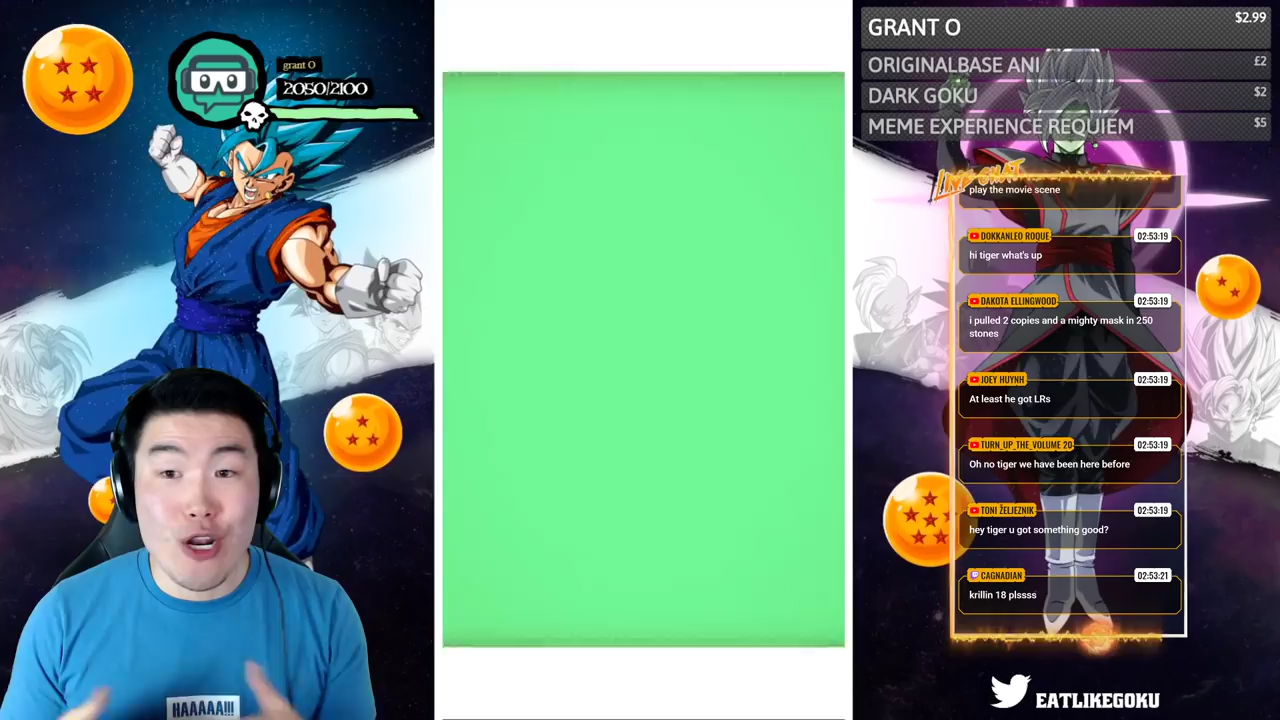 grant O
2050/2100
HAAAAA!!!
GRANT O
$2.99
ORIGINALBASE ANI
£2
DARK GOKU
$2
MEME EXPERIENCE REQUIEM
$5
LIVE CHAT
play the movie scene
DOKKANLEO ROQUE
02:53:19
hi tiger what's up
DAKOTA ELLINGWOOD
02:53:19
i pulled 2 copies and a mighty mask in 250
stones
JOEY HUYNH
02:53:19
At least he got LRs
TURN_UP_THE_VOLUME 20
02:53:19
Oh no tiger we have been here before
TONI ŽELJEZNIK
02:53:19
hey tiger u got something good?
CAGNADIAN
02:53:21
krillin 18 plssss
EATLIKEGOKU